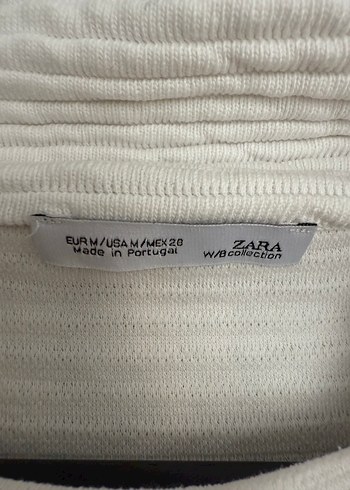 EUR M / USA M / MEX 28
Made in Portugal
ZARA
W/B collection